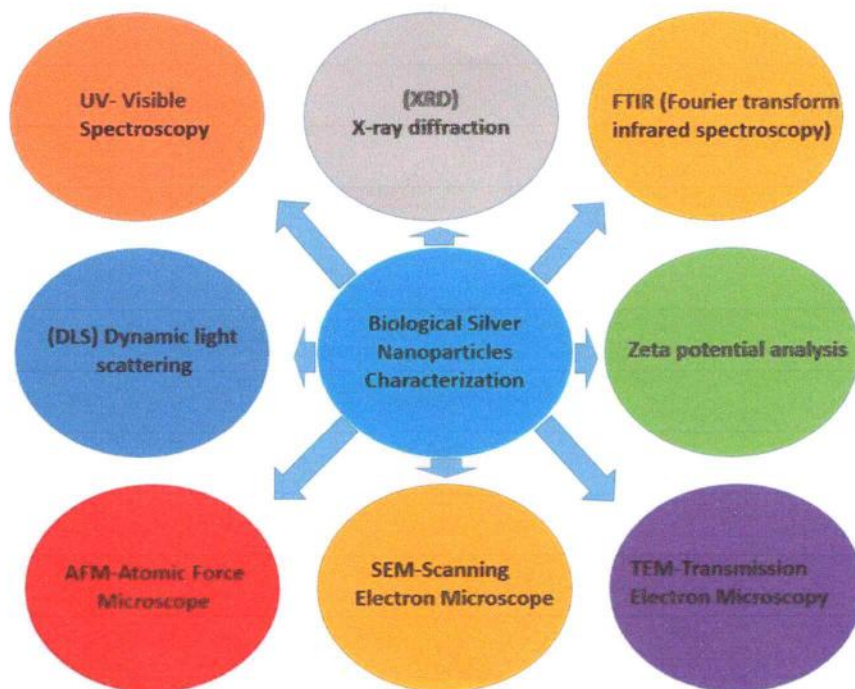 UV- Visible
Spectroscopy
(XRD)
X-ray diffraction
FTIR (Fourier transform
infrared spectroscopy)
(DLS) Dynamic light
scattering
Biological Silver
Nanoparticles
Characterization
Zeta potential analysis
AFM-Atomic Force
Microscope
SEM-Scanning
Electron Microscope
TEM-Transmission
Electron Microscopy